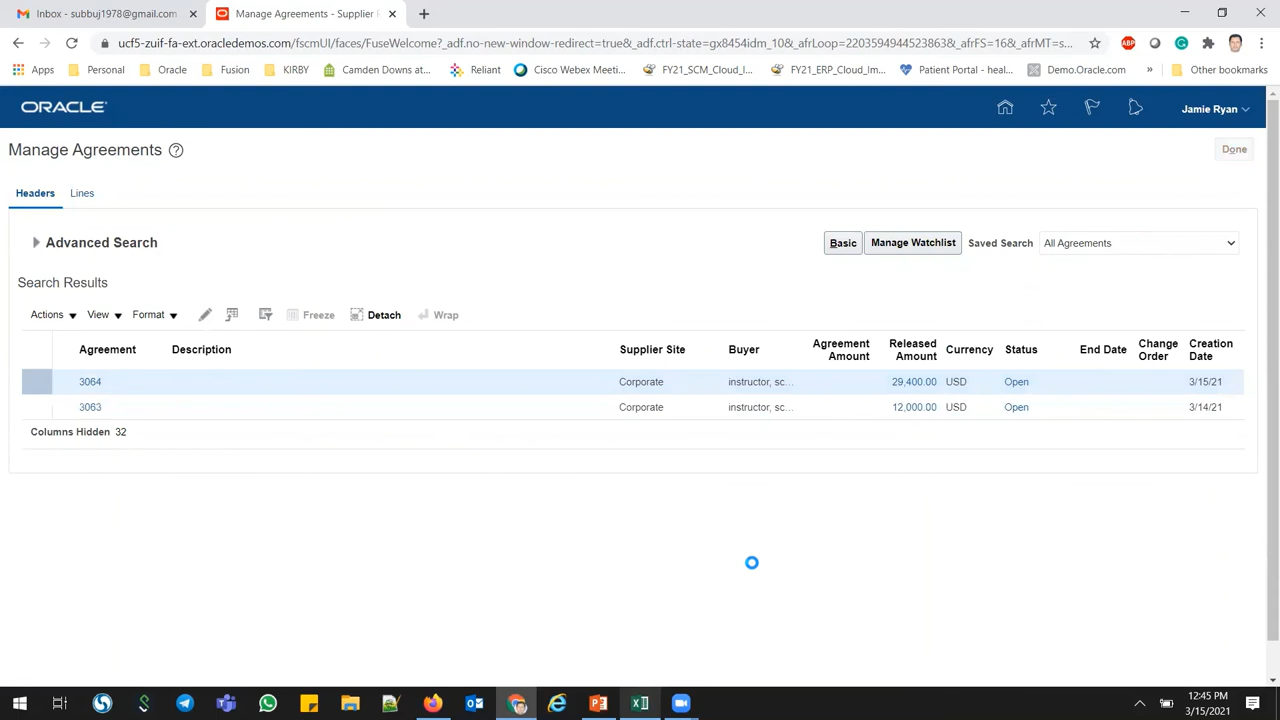 Inbox - subbuj1978@gmail.com
Manage Agreements - Supplier P
ucf5-zuif-fa-ext.oracledemos.com/fscmUI/faces/FuseWelcome?_adf.no-new-window-redirect=true&_adf.ctrl-state=gx8454idm_10&_afrLoop=22035949445238638&_afrFS=16&_afrMT=s...
Apps Personal Oracle Fusion KIRBY Camden Downs at... Reliant Cisco Webex Meeti... FY21_SCM_Cloud_I... FY21_ERP_Cloud_Im... Patient Portal - heal... Demo.Oracle.com » Other bookmarks
ABP
ORACLE
Jamie Ryan
Manage Agreements ?
Done
Headers Lines
Advanced Search
Basic Manage Watchlist Saved Search All Agreements
Search Results
Actions View Format Freeze Detach Wrap
Agreement Description Supplier Site Buyer Agreement Amount Released Amount Currency Status End Date Change Order Creation Date
3064 Corporate instructor, sc... 29,400.00 USD Open 3/15/21
3063 Corporate instructor, sc... 12,000.00 USD Open 3/14/21
Columns Hidden 32
12:45 PM
3/15/2021